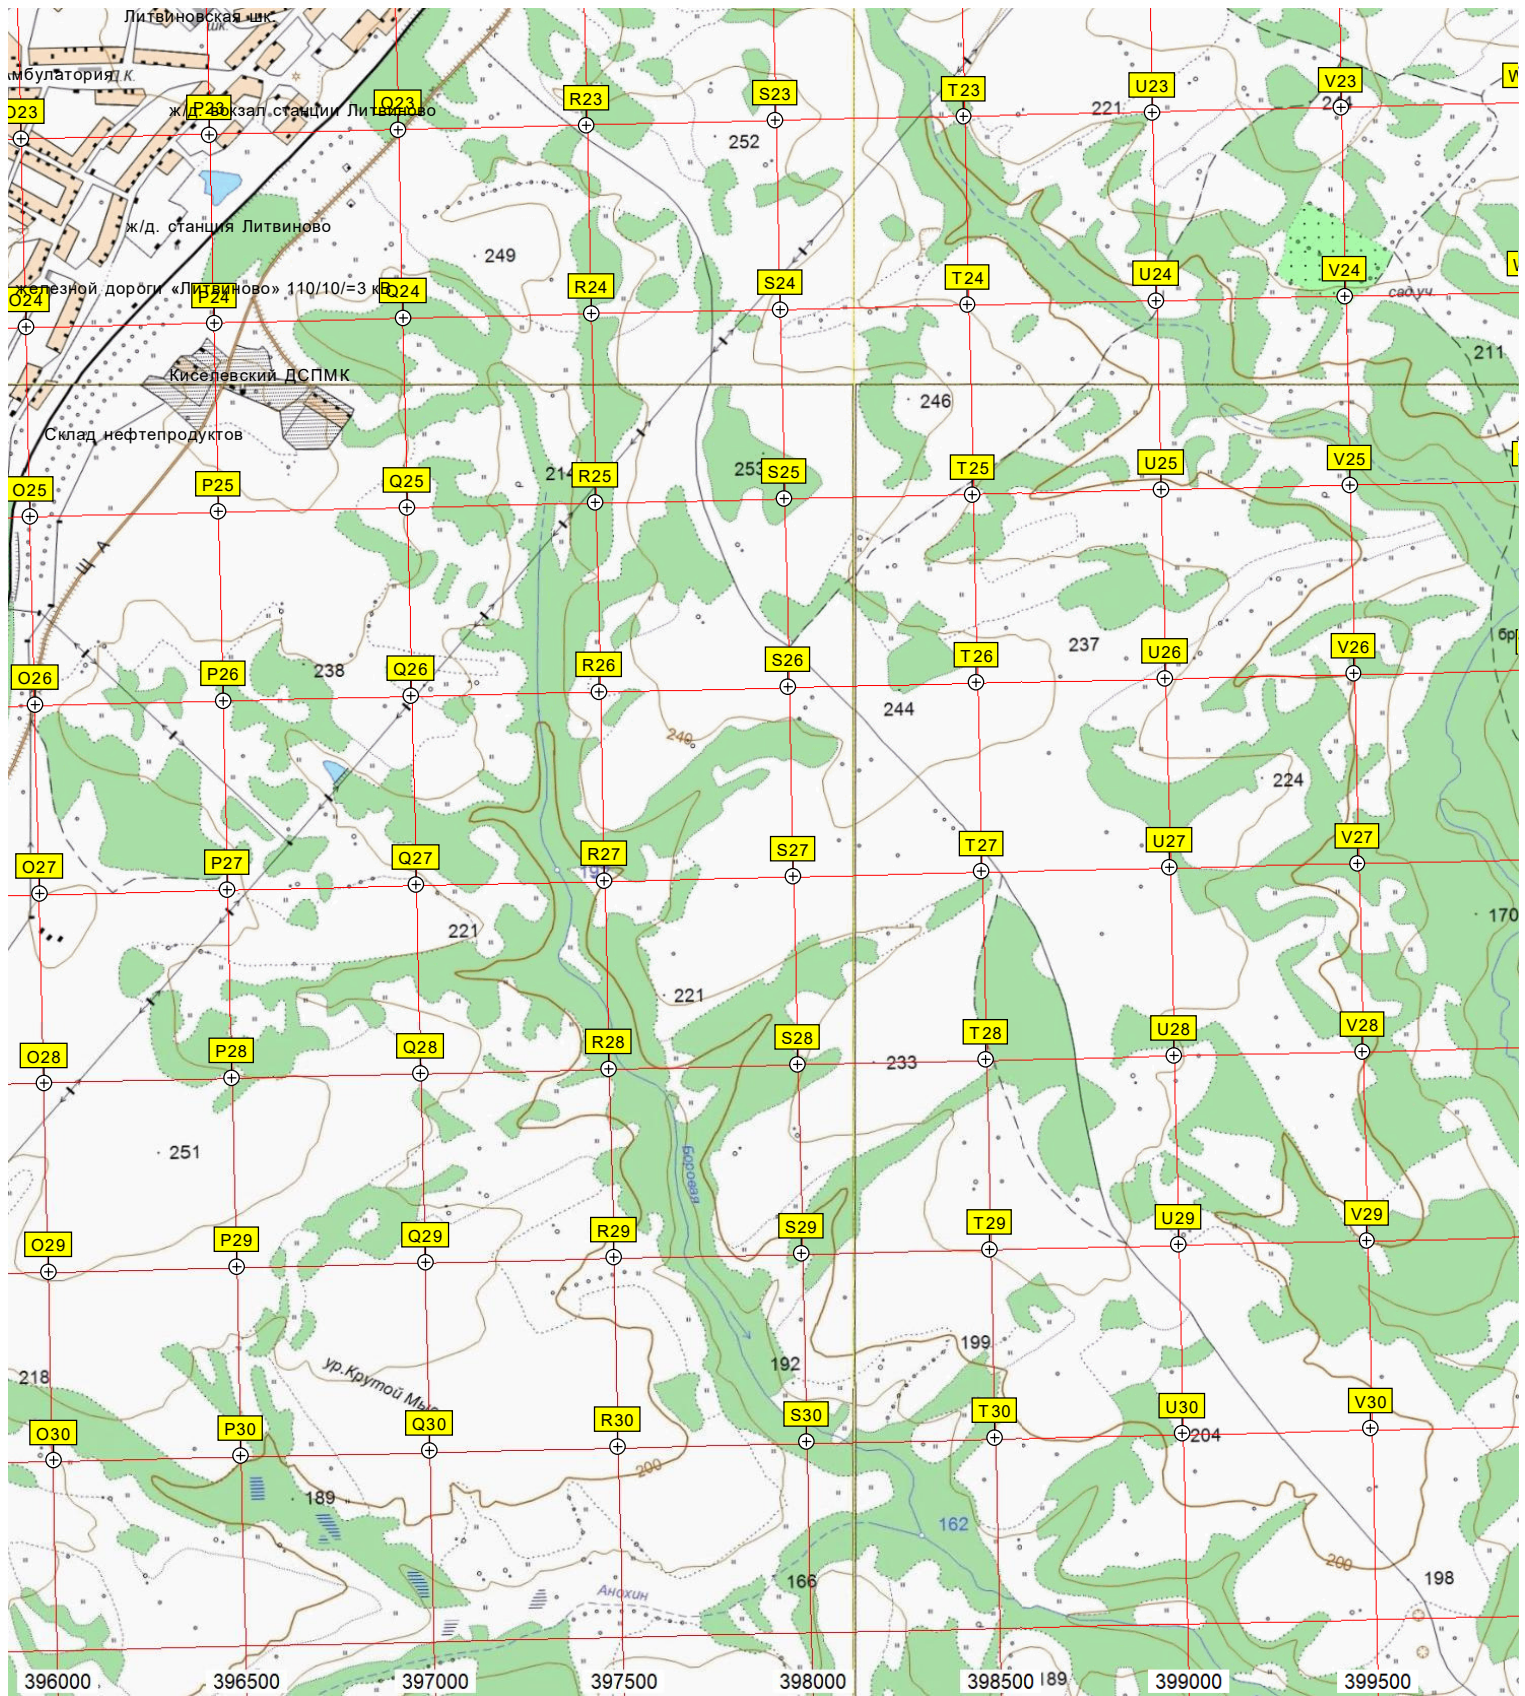 Литвиновская шк.
шк.
мбулатория
O23
P23
Q23
R23
S23
T23
U23
V23
W
ж/д. вокзал станции Литвиново
252
221
ж/д. станция Литвиново
249
железной дороги «Литвиново» 110/10/=3 кВ
O24
P24
Q24
R24
S24
T24
U24
V24
сад.уч.
211
Киселевский ДСПМК
246
Склад нефтепродуктов
214
253
O25
P25
Q25
R25
S25
T25
U25
V25
Щ
А
238
237
O26
P26
Q26
R26
S26
T26
U26
V26
244
240
224
O27
P27
Q27
R27
S27
T27
U27
V27
221
170
221
O28
P28
Q28
R28
S28
T28
U28
V28
233
251
Боровая
O29
P29
Q29
R29
S29
T29
U29
V29
199
192
218
ур.Крутой Мыс
O30
P30
Q30
R30
S30
T30
U30
V30
204
200
189
162
200
166
198
Анохин
189
396000
396500
397000
397500
398000
398500
399000
399500